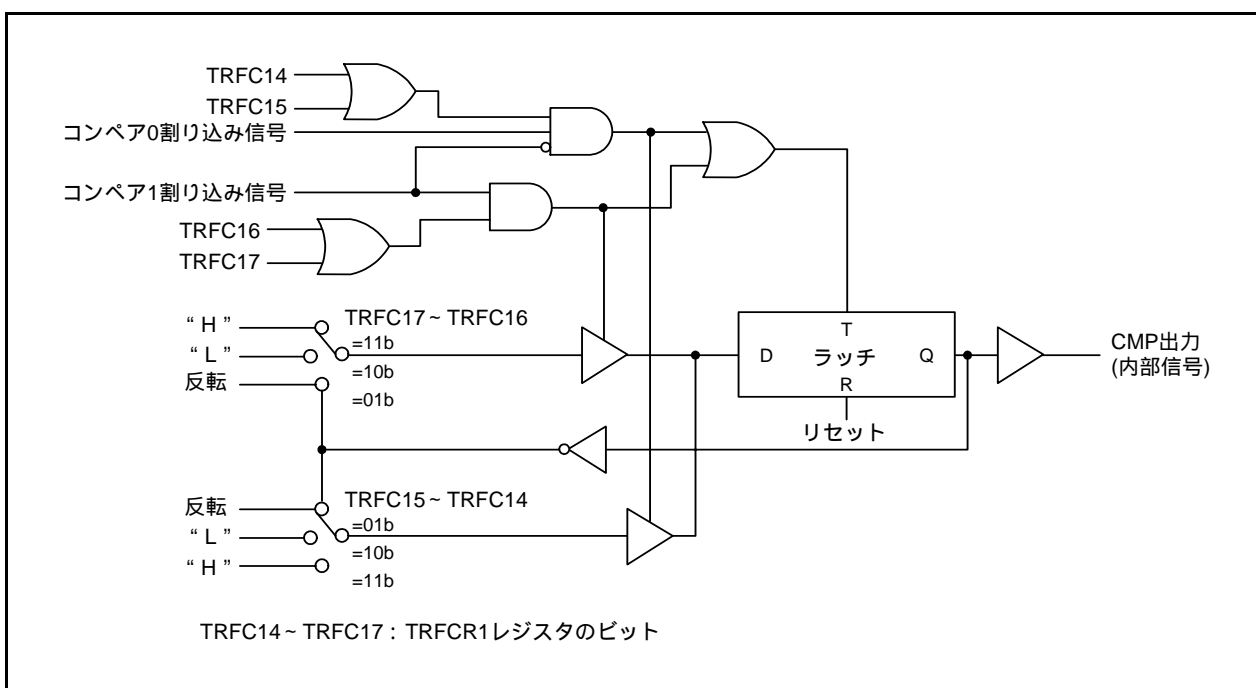 TRFC14
TRFC15
コンペア0割り込み信号
コンペア1割り込み信号
TRFC16
TRFC17
“H”
“L”
反転
TRFC17~TRFC16
=11b
=10b
=01b
D
T
ラッチ
Q
R
リセット
CMP出力
(内部信号)
反転
“L”
“H”
TRFC15~TRFC14
=01b
=10b
=11b
TRFC14~TRFC17：TRFCR1レジスタのビット